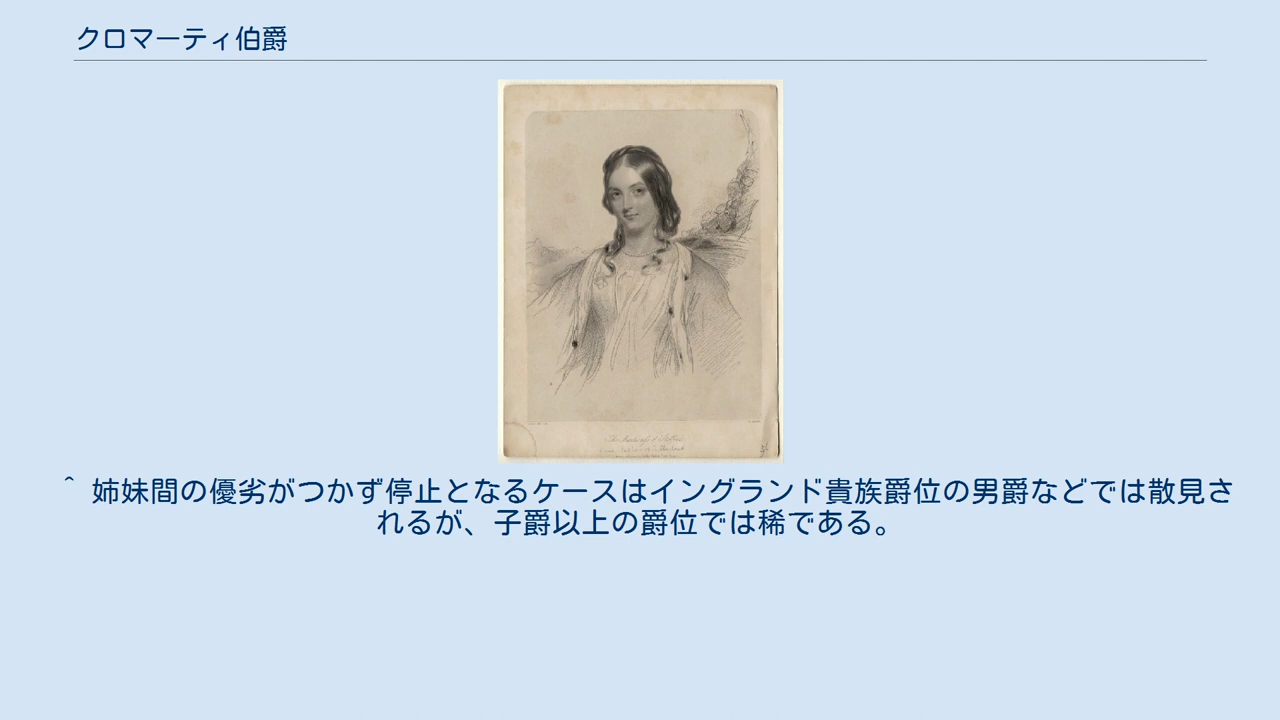 クロマーティ伯爵
^ 姉妹間の優劣がつかず停止となるケースはイングランド貴族爵位の男爵などでは散見さ
れるが、子爵以上の爵位では稀である。